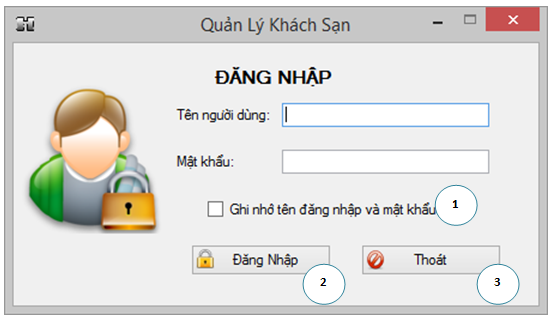 Quản Lý Khách Sạn
ĐĂNG NHẬP
Tên người dùng:
Mật khẩu:
Ghi nhớ tên đăng nhập và mật khẩu 1
Đăng Nhập Thoát
2 3